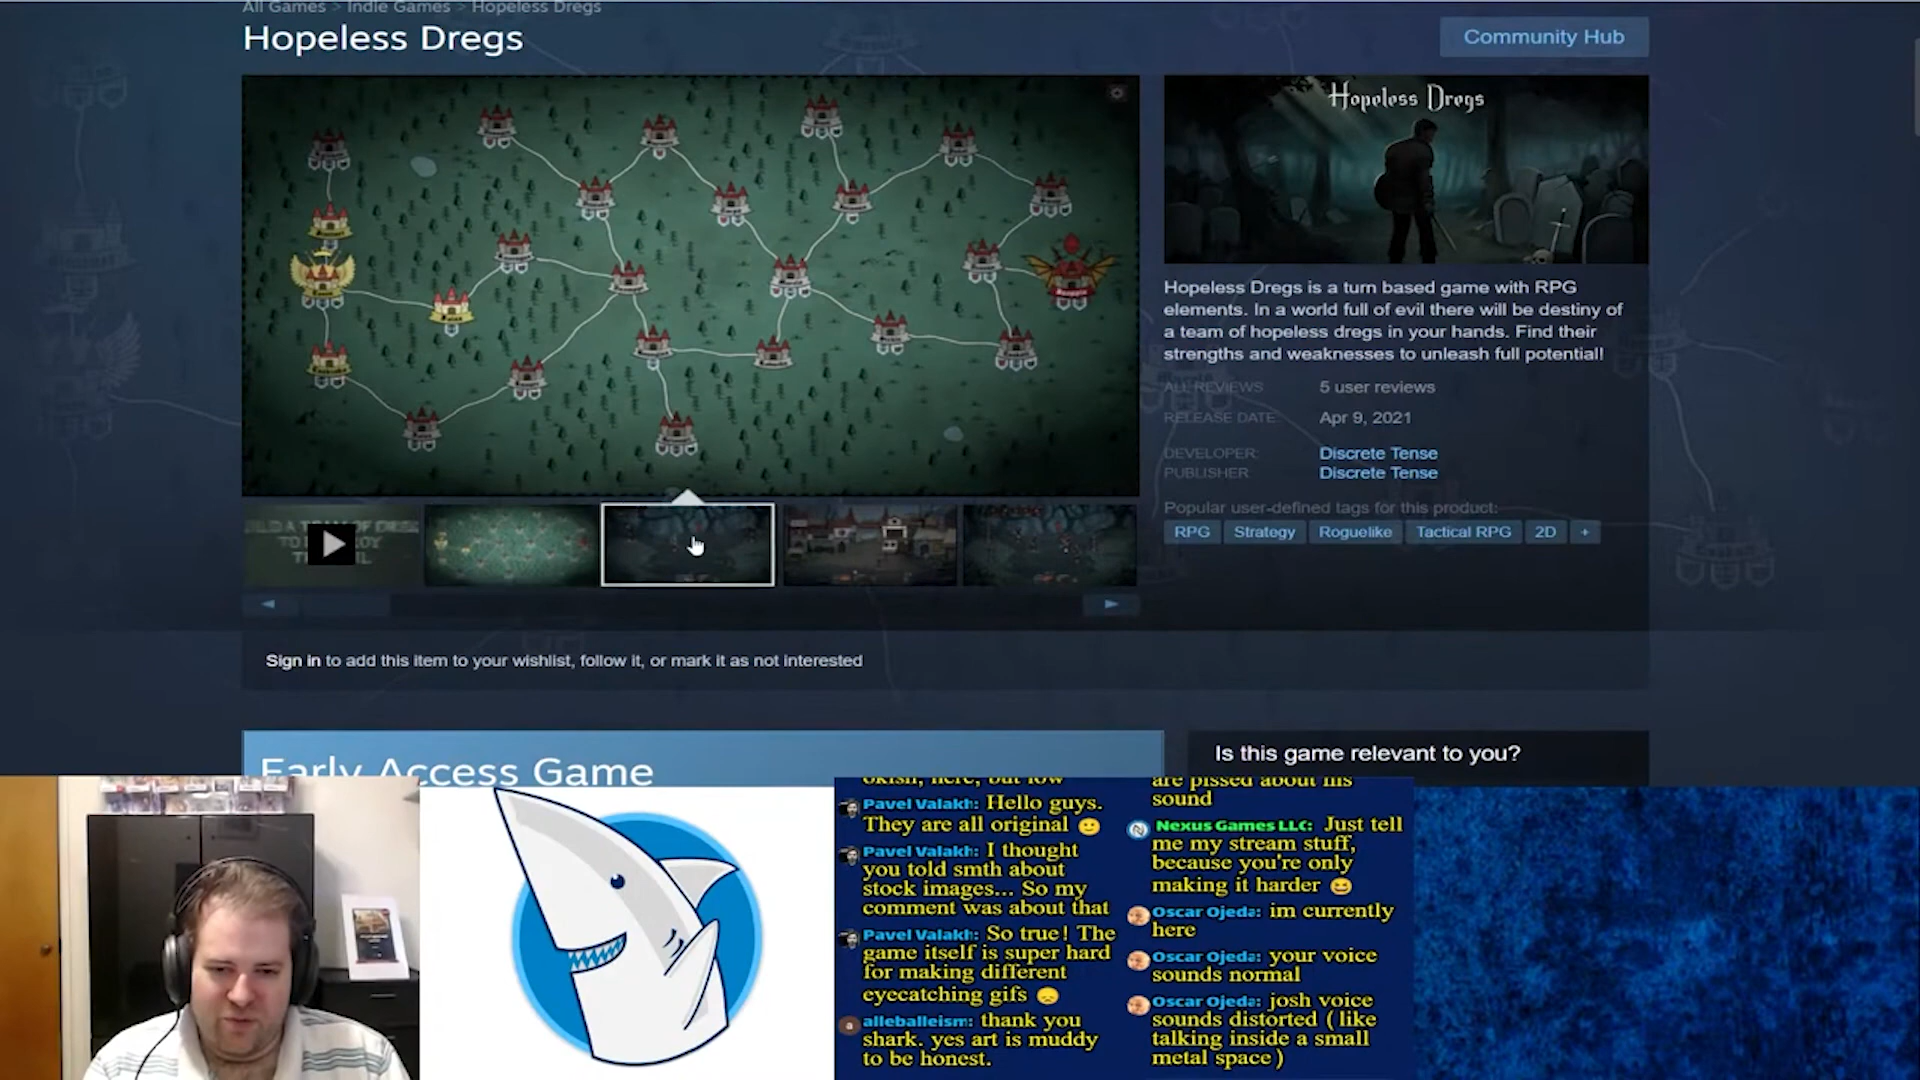 All Games > Indie Games > Hopeless Dregs
Hopeless Dregs
Community Hub
Hopeless Dregs
Hopeless Dregs is a turn based game with RPG
elements. In a world full of evil there will be destiny of
a team of hopeless dregs in your hands. Find their
strengths and weaknesses to unleash full potential!
ALL REVIEWS: 5 user reviews
RELEASE DATE: Apr 9, 2021
DEVELOPER: Discrete Tense
PUBLISHER: Discrete Tense
Popular user-defined tags for this product:
RPG Strategy Roguelike Tactical RPG 2D +
Sign in to add this item to your wishlist, follow it, or mark it as not interested
Early Access Game
Is this game relevant to you?
okish, here, but low
Pavel Valakh: Hello guys.
They are all original 🙂
Pavel Valakh: I thought
you told smth about
stock images... So my
comment was about that
Pavel Valakh: So true! The
game itself is super hard
for making different
eyecatching gifs 😞
alleballeism: thank you
shark. yes art is muddy
to be honest.
are pissed about his
sound
Nexus Games LLC: Just tell
me my stream stuff,
because you're only
making it harder 😆
Oscar Ojeda: im currently
here
Oscar Ojeda: your voice
sounds normal
Oscar Ojeda: josh voice
sounds distorted (like
talking inside a small
metal space)